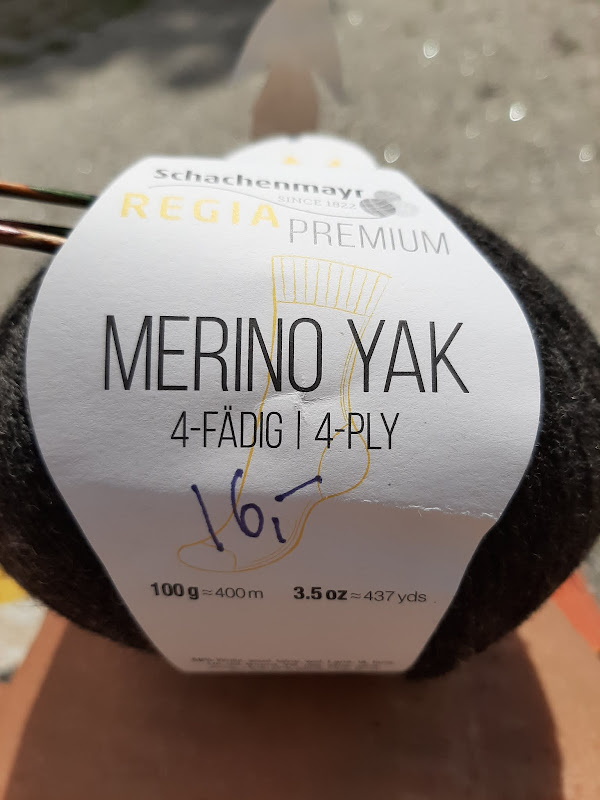 Schachenmayr
SINCE 1822
REGIA PREMIUM
MERINO YAK
4-FÄDIG | 4-PLY
16,-
100 g ≈ 400 m 3.5 oz ≈ 437 yds